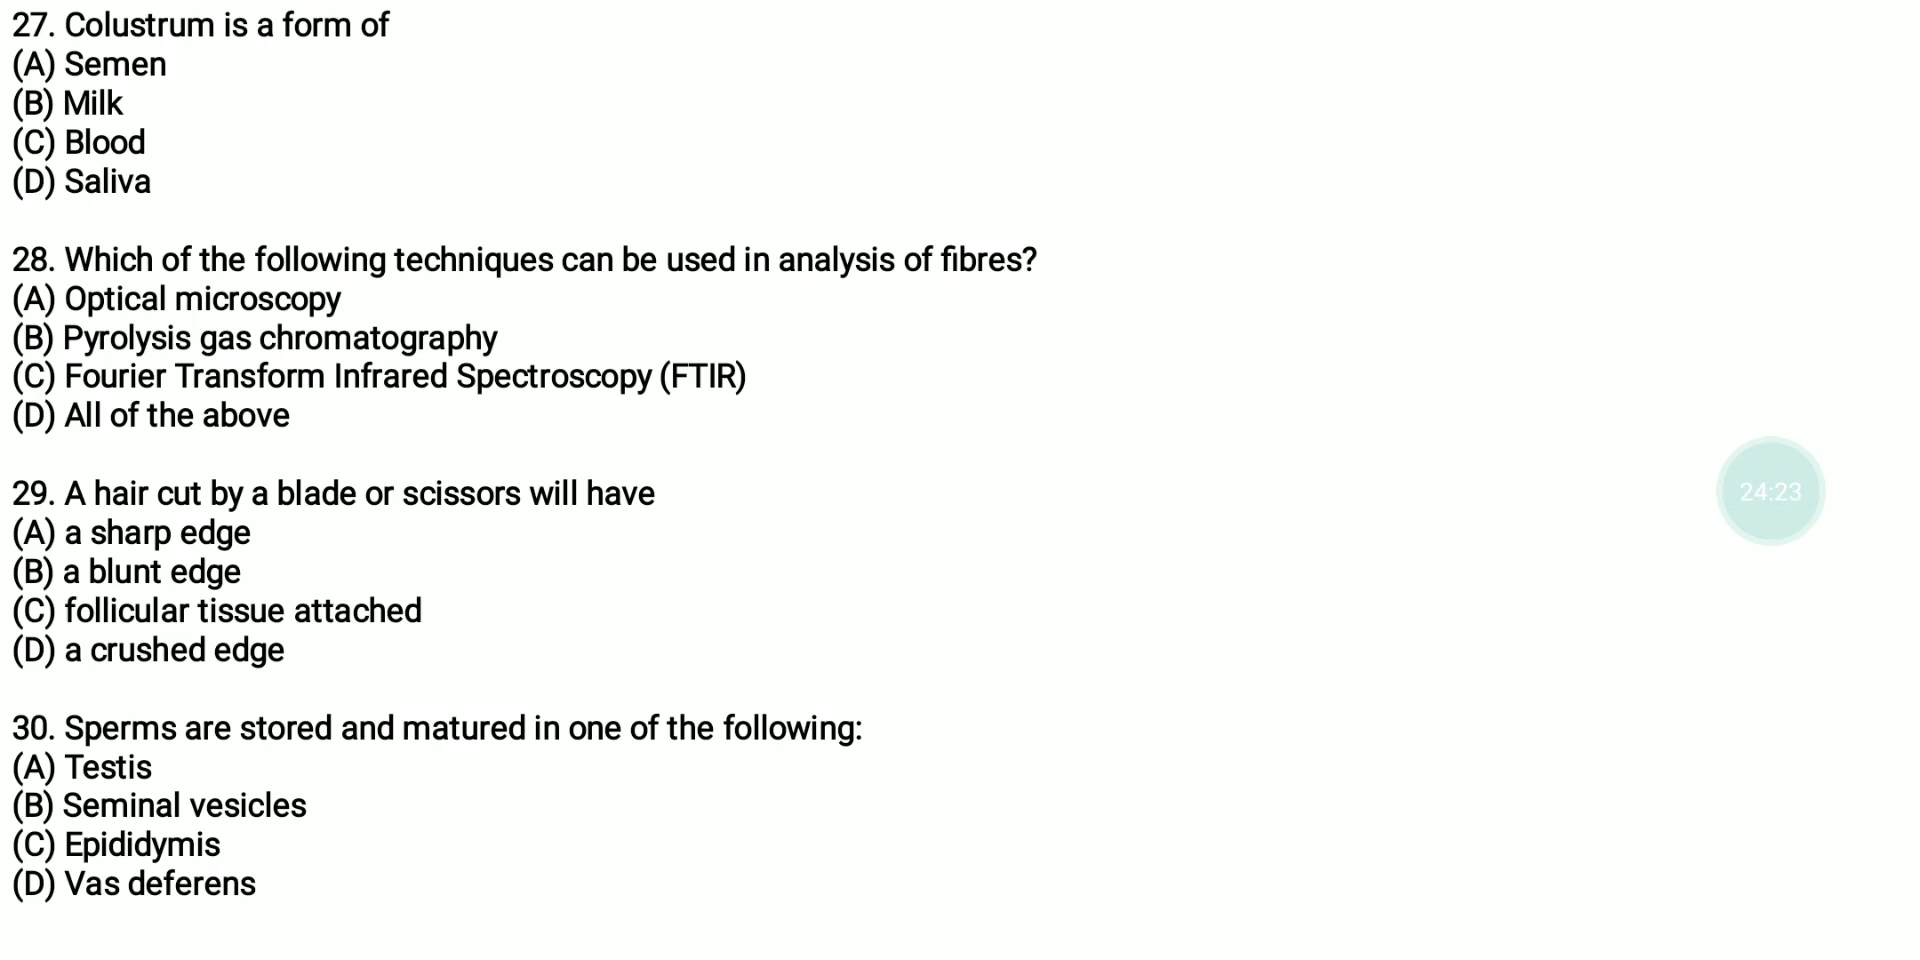 27. Colustrum is a form of
(A) Semen
(B) Milk
(C) Blood
(D) Saliva
28. Which of the following techniques can be used in analysis of fibres?
(A) Optical microscopy
(B) Pyrolysis gas chromatography
(C) Fourier Transform Infrared Spectroscopy (FTIR)
(D) All of the above
29. A hair cut by a blade or scissors will have
(A) a sharp edge
(B) a blunt edge
(C) follicular tissue attached
(D) a crushed edge
30. Sperms are stored and matured in one of the following:
(A) Testis
(B) Seminal vesicles
(C) Epididymis
(D) Vas deferens
24:23